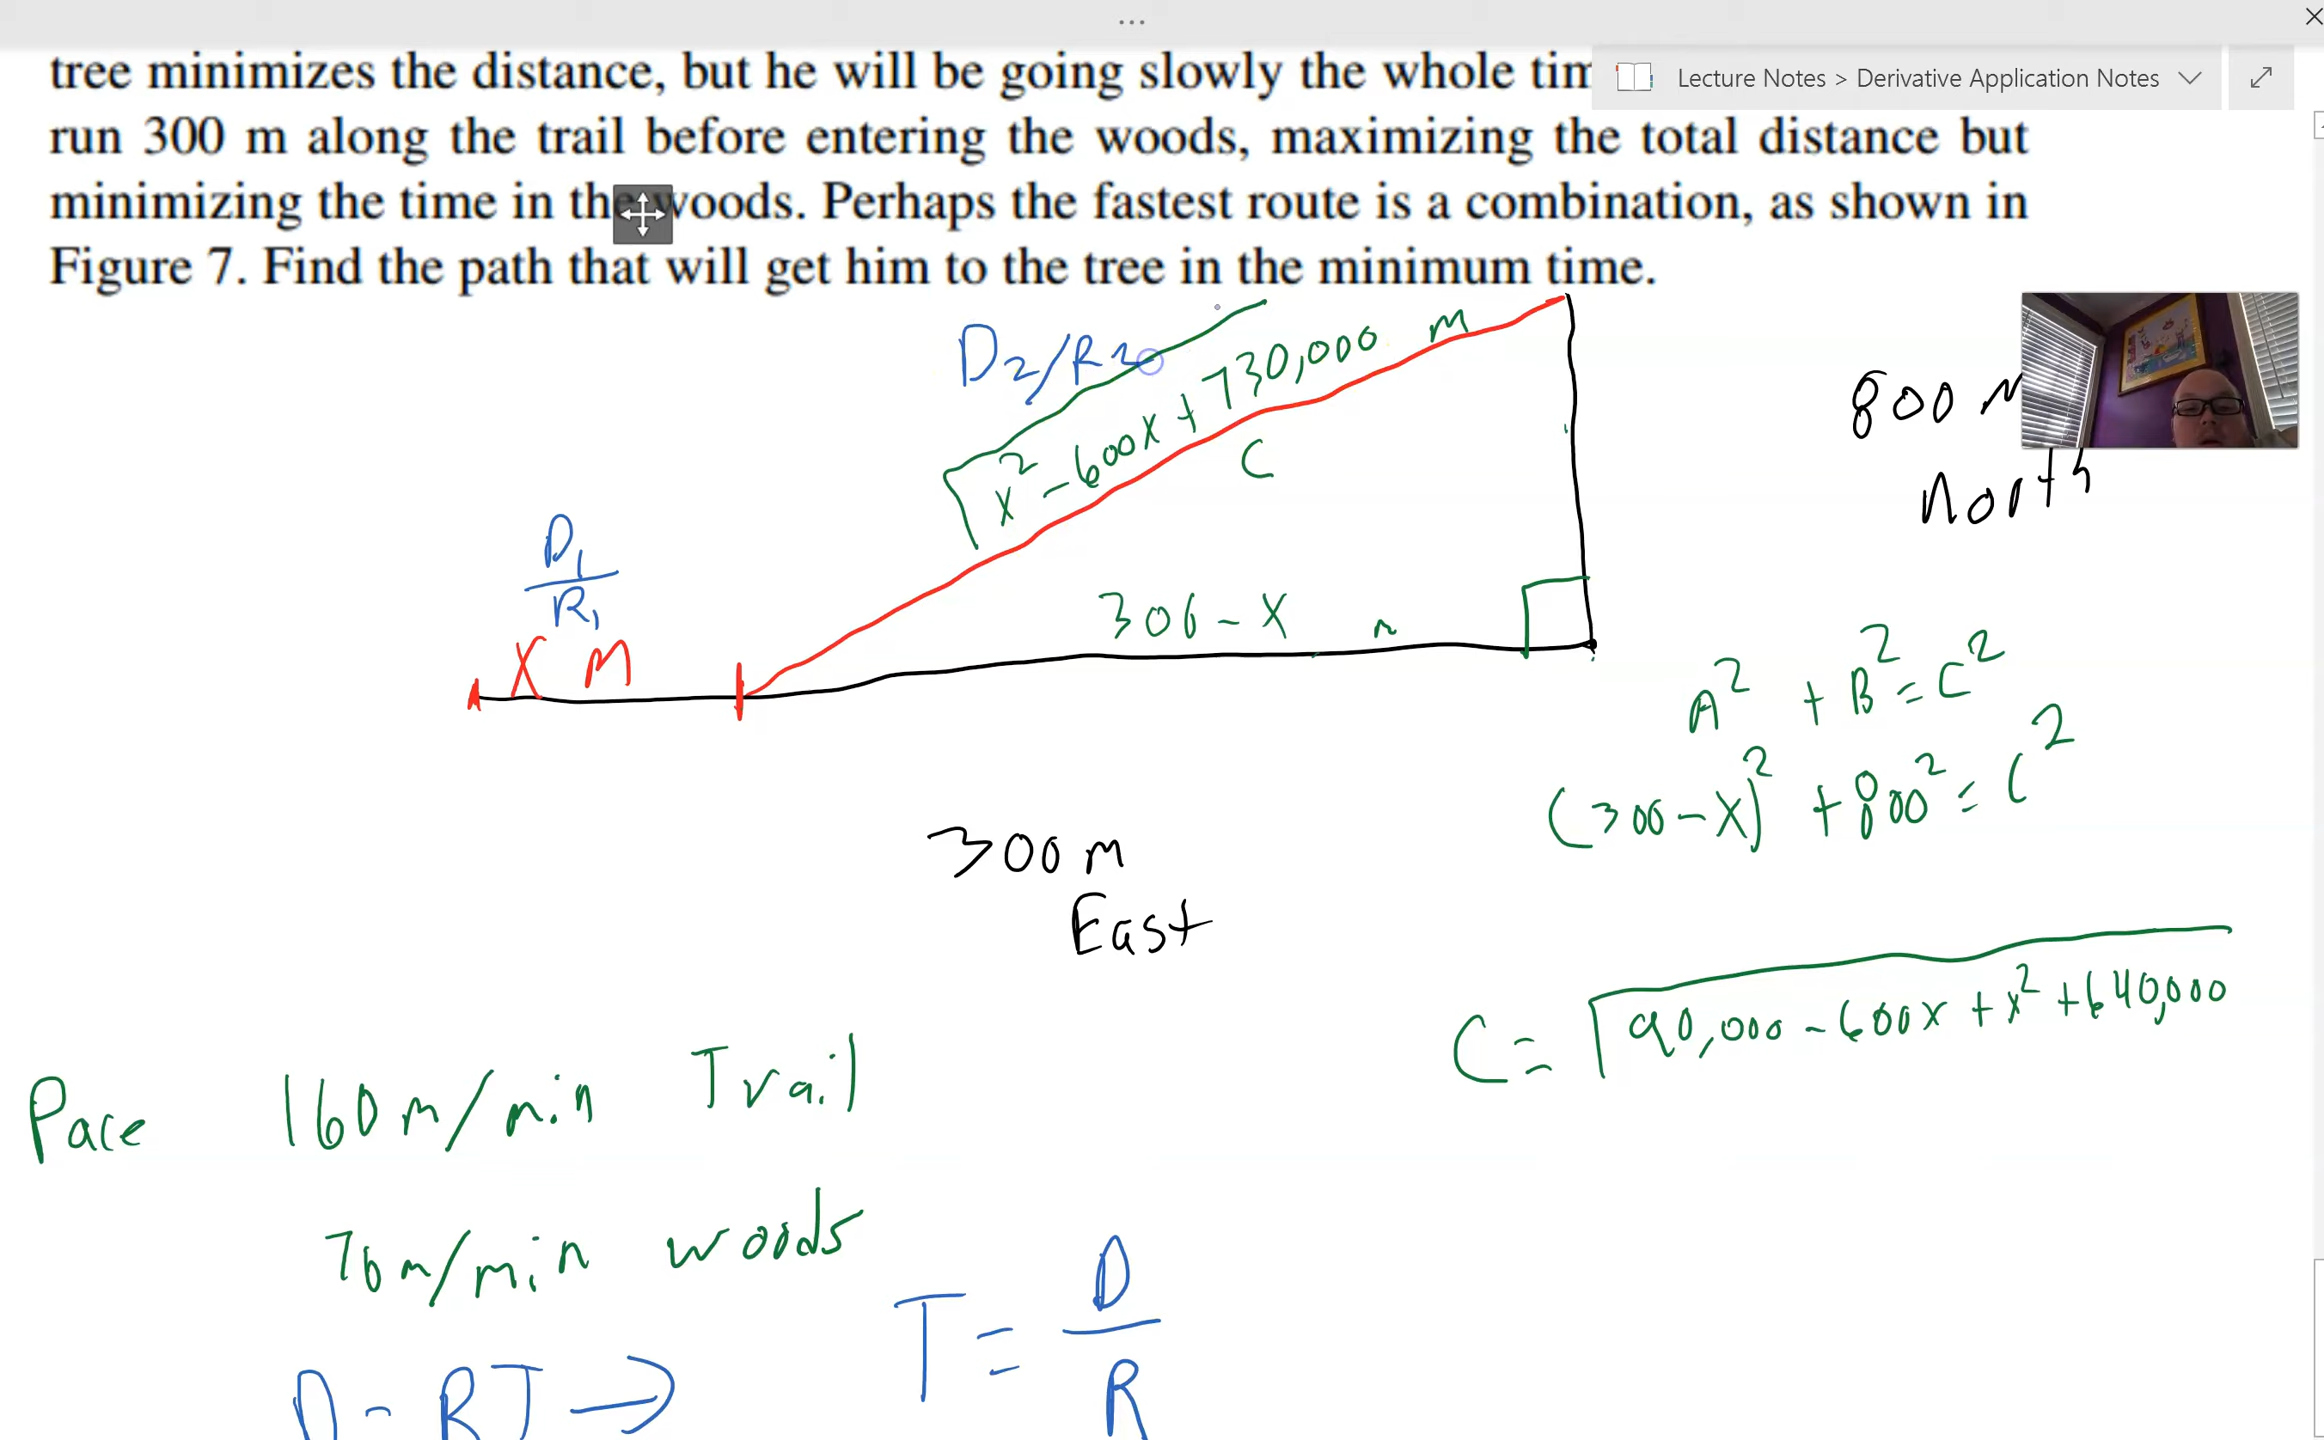 tree minimizes the distance, but he will be going slowly the whole tim
Lecture Notes > Derivative Application Notes
run 300 m along the trail before entering the woods, maximizing the total distance but
minimizing the time in the woods. Perhaps the fastest route is a combination, as shown in
Figure 7. Find the path that will get him to the tree in the minimum time.
D2/R2
√x² - 600x + 730,000 m
C
800 m
North
D1
R1
X M
300 - X m
A² + B² = C²
(300 - X)² + 800² = C²
300 m
East
C = √90,000 - 600x + x² + 640,000
Pace 160 m/min Trail
70 m/min woods
T = D
R
D = RT →